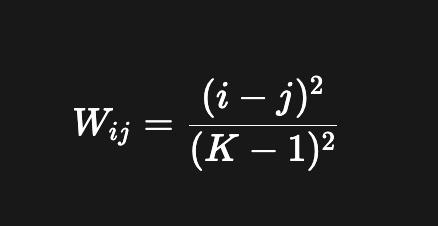 W_{ij} = \frac{(i - j)^2}{(K - 1)^2}